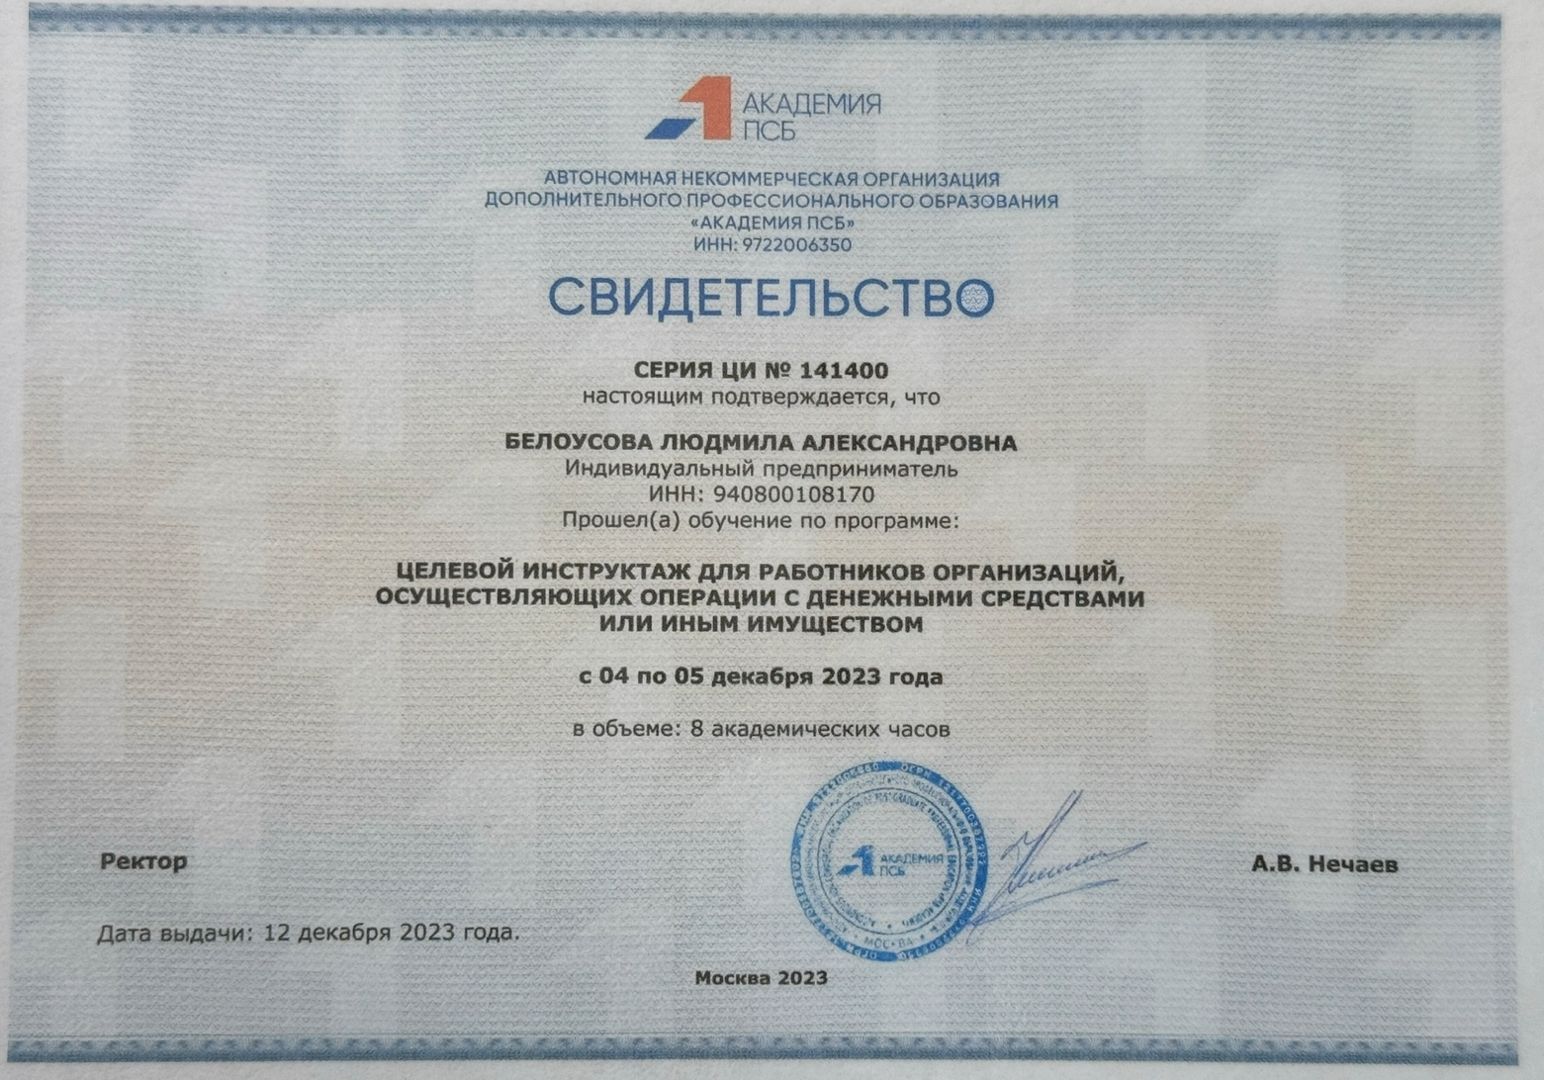 АКАДЕМИЯ
ПСБ
АВТОНОМНАЯ НЕКОММЕРЧЕСКАЯ ОРГАНИЗАЦИЯ
ДОПОЛНИТЕЛЬНОГО ПРОФЕССИОНАЛЬНОГО ОБРАЗОВАНИЯ
«АКАДЕМИЯ ПСБ»
ИНН: 9722006350
СВИДЕТЕЛЬСТВО
СЕРИЯ ЦИ № 141400
настоящим подтверждается, что
БЕЛОУСОВА ЛЮДМИЛА АЛЕКСАНДРОВНА
Индивидуальный предприниматель
ИНН: 940800108170
Прошел(а) обучение по программе:
ЦЕЛЕВОЙ ИНСТРУКТАЖ ДЛЯ РАБОТНИКОВ ОРГАНИЗАЦИЙ,
ОСУЩЕСТВЛЯЮЩИХ ОПЕРАЦИИ С ДЕНЕЖНЫМИ СРЕДСТВАМИ
ИЛИ ИНЫМ ИМУЩЕСТВОМ
с 04 по 05 декабря 2023 года
в объеме: 8 академических часов
АКАДЕМИЯ
ПСБ
МОСКВА
Ректор
А.В. Нечаев
Дата выдачи: 12 декабря 2023 года.
Москва 2023